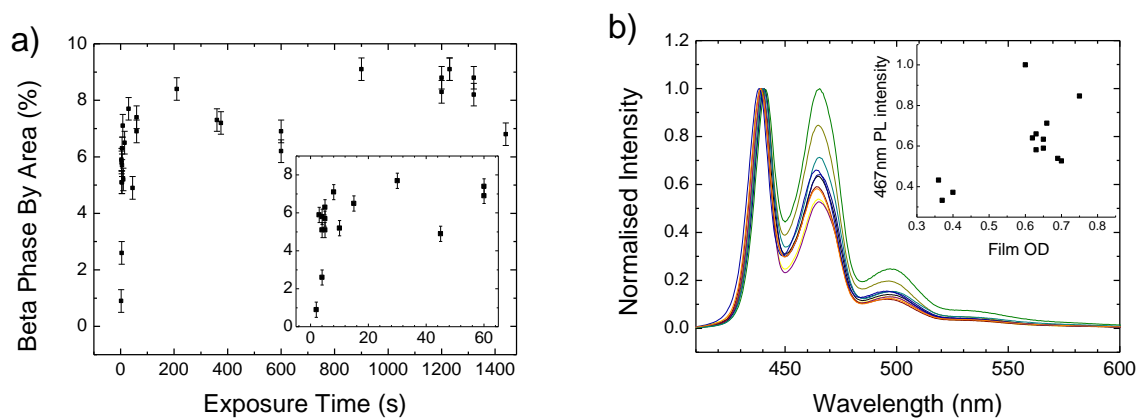 a)
Beta Phase By Area (%)
10
8
6
4
2
0
0 200 400 600 800 1000 1200 1400
Exposure Time (s)
8
6
4
2
0
0 20 40 60
b)
Normalised Intensity
1.2
1.0
0.8
0.6
0.4
0.2
0.0
450 500 550 600
Wavelength (nm)
467nm PL intensity
1.0
0.8
0.6
0.4
0.3 0.4 0.5 0.6 0.7 0.8
Film OD